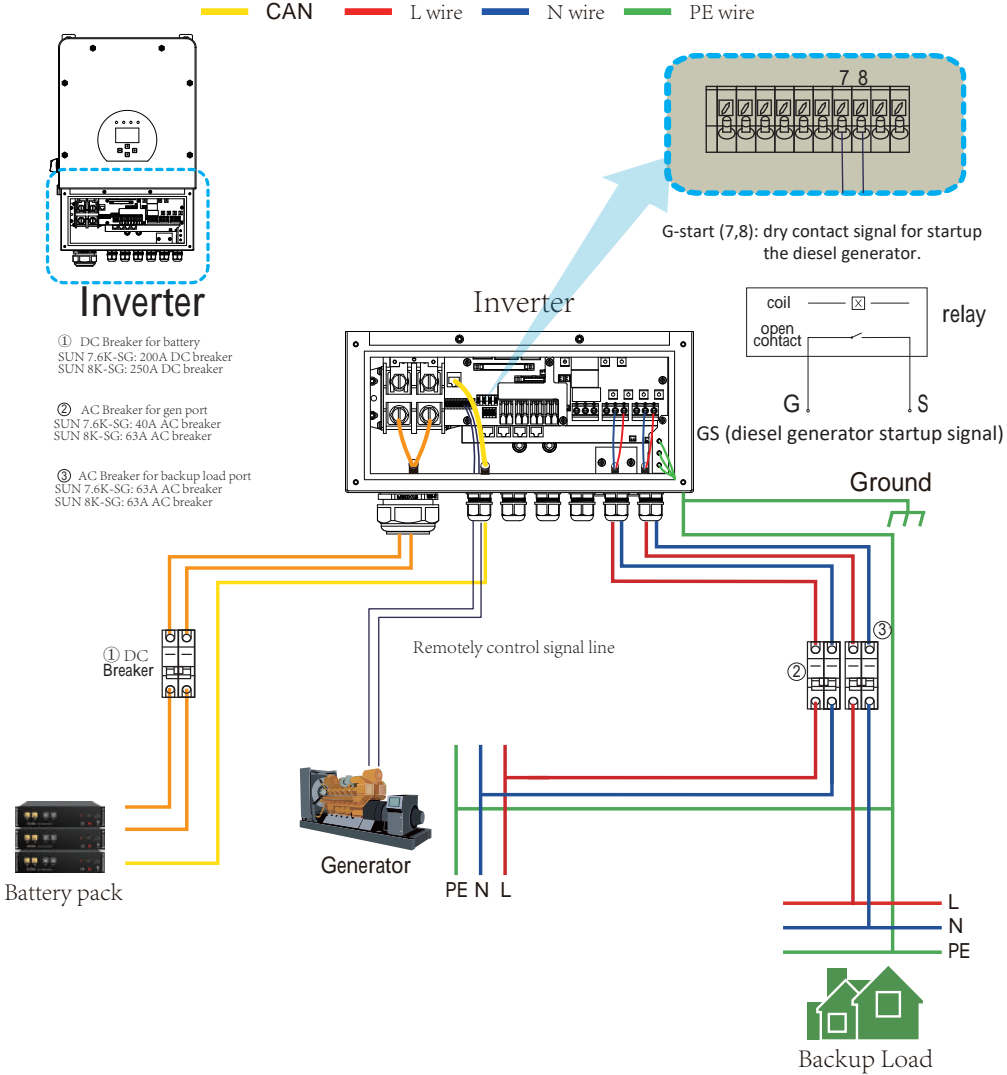 CAN
L wire
N wire
PE wire
7 8
G-start (7,8): dry contact signal for startup
the diesel generator.
Inverter
Inverter
coil
X
open
contact
relay
G
S
GS (diesel generator startup signal)
① DC Breaker for battery
SUN 7.6K-SG: 200A DC breaker
SUN 8K-SG: 250A DC breaker
② AC Breaker for gen port
SUN 7.6K-SG: 40A AC breaker
SUN 8K-SG: 63A AC breaker
③ AC Breaker for backup load port
SUN 7.6K-SG: 63A AC breaker
SUN 8K-SG: 63A AC breaker
Ground
Remotely control signal line
① DC
Breaker
②
③
Generator
Battery pack
PE N L
L
N
PE
Backup Load